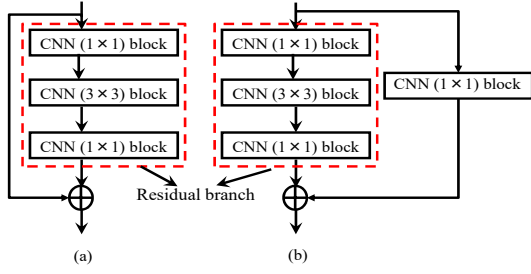 CNN (1 × 1) block
CNN (3 × 3) block
CNN (1 × 1) block
CNN (1 × 1) block
CNN (3 × 3) block
CNN (1 × 1) block
CNN (1 × 1) block
Residual branch
(a)
(b)